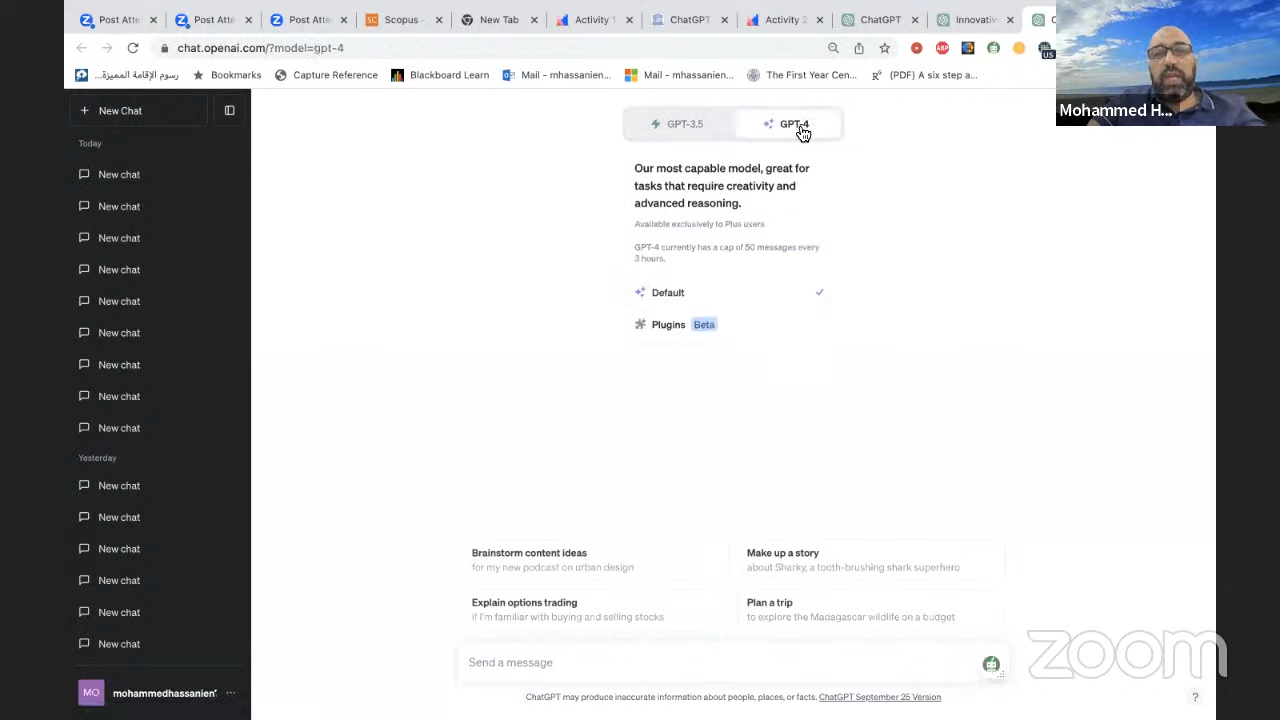 Post Atte
Post Atter
Post Atter
Scopus -
New Tab
Activity 1
ChatGPT
Activity 2
ChatGPT
Innovativ
chat.openai.com/?model=gpt-4
ABP
US
رسوم الإقامة المميزة...
Bookmarks
Capture Reference
Blackboard Learn
Mail – mhassanien...
Mail – mhassanien...
The First Year Cen...
(PDF) A six step a...
Mohammed H...
New Chat
Today
New chat
New chat
New chat
New chat
New chat
New chat
New chat
New chat
New chat
Yesterday
New chat
New chat
New chat
New chat
New chat
New chat
MO
mohammedhassanien
GPT-3.5
GPT-4
Our most capable model, great for
tasks that require creativity and
advanced reasoning.
Available exclusively to Plus users
GPT-4 currently has a cap of 50 messages every
3 hours.
Default
Plugins Beta
Brainstorm content ideas
for my new podcast on urban design
Make up a story
about Sharky, a tooth-brushing shark superhero
Explain options trading
if I'm familiar with buying and selling stocks
Plan a trip
to explore the Madagascar wildlife on a budget
Send a message
ChatGPT may produce inaccurate information about people, places, or facts. ChatGPT September 25 Version
?
zoom